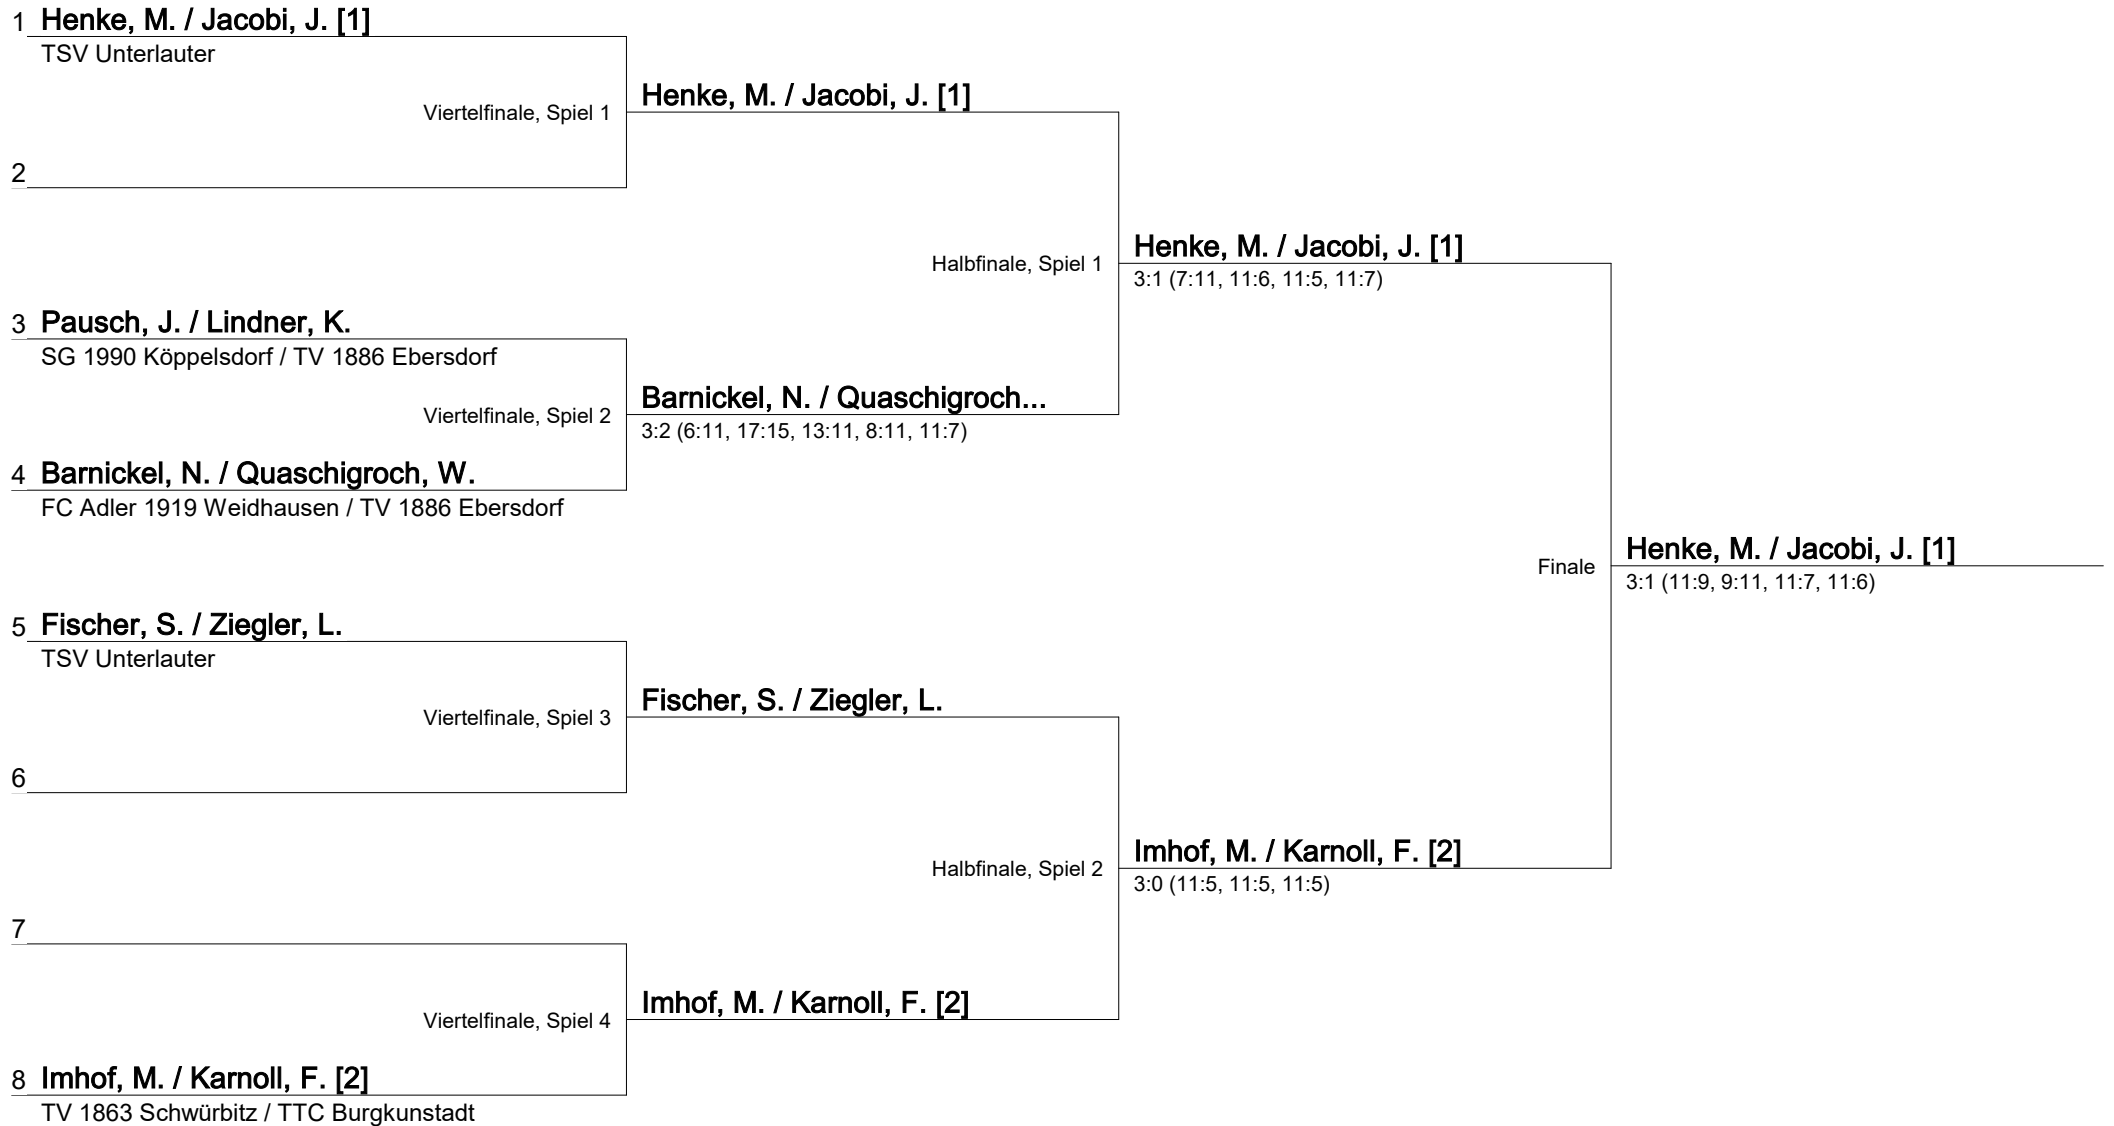 1 Henke, M. / Jacobi, J. [1]
TSV Unterlauter
Viertelfinale, Spiel 1
Henke, M. / Jacobi, J. [1]
2
Halbfinale, Spiel 1
Henke, M. / Jacobi, J. [1]
3:1 (7:11, 11:6, 11:5, 11:7)
3 Pausch, J. / Lindner, K.
SG 1990 Köppelsdorf / TV 1886 Ebersdorf
Viertelfinale, Spiel 2
Barnickel, N. / Quaschigroch...
3:2 (6:11, 17:15, 13:11, 8:11, 11:7)
4 Barnickel, N. / Quaschigroch, W.
FC Adler 1919 Weidhausen / TV 1886 Ebersdorf
Finale
Henke, M. / Jacobi, J. [1]
3:1 (11:9, 9:11, 11:7, 11:6)
5 Fischer, S. / Ziegler, L.
TSV Unterlauter
Viertelfinale, Spiel 3
Fischer, S. / Ziegler, L.
6
Halbfinale, Spiel 2
Imhof, M. / Karnoll, F. [2]
3:0 (11:5, 11:5, 11:5)
7
Viertelfinale, Spiel 4
Imhof, M. / Karnoll, F. [2]
8 Imhof, M. / Karnoll, F. [2]
TV 1863 Schwürbitz / TTC Burgkunstadt